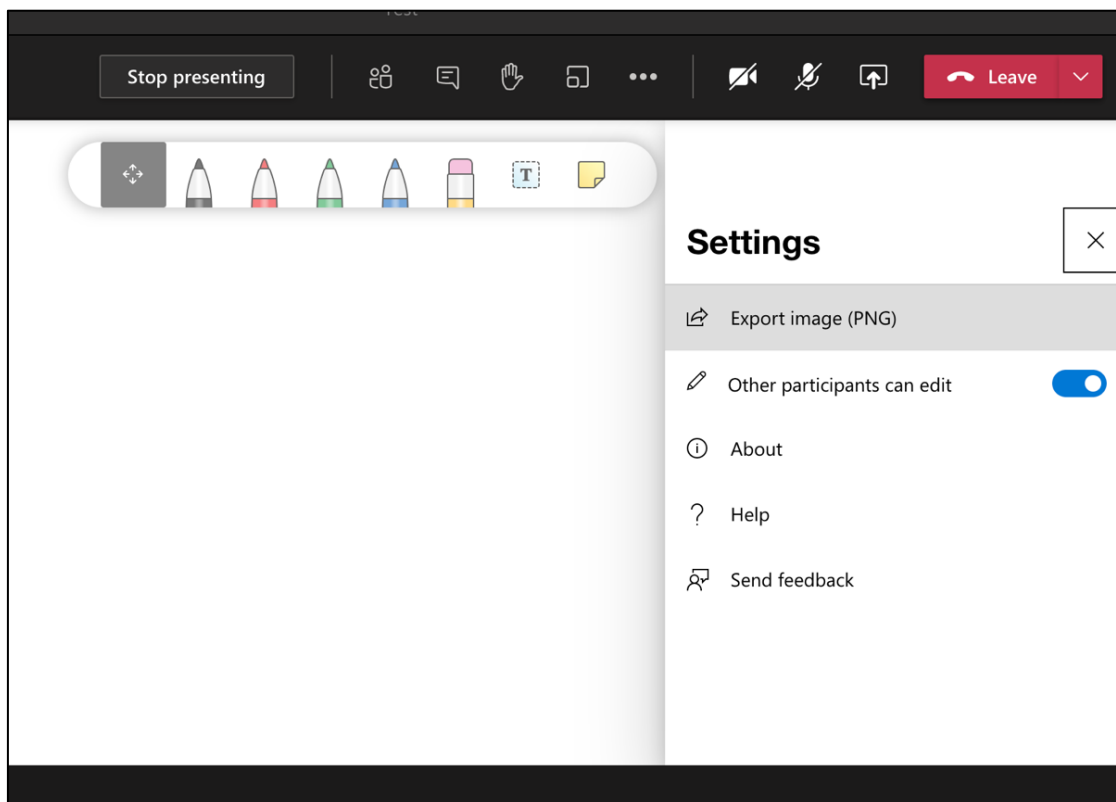 Stop presenting
Leave
T
Settings
Export image (PNG)
Other participants can edit
About
Help
Send feedback